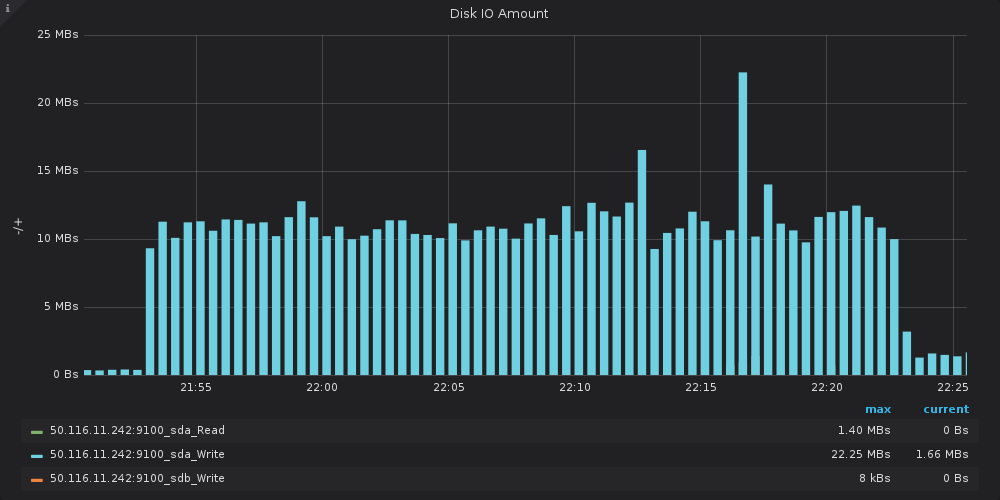 i
Disk IO Amount
25 MBs
20 MBs
15 MBs
10 MBs
5 MBs
0 Bs
-/+
21:55 22:00 22:05 22:10 22:15 22:20 22:25
max current
50.116.11.242:9100_sda_Read 1.40 MBs 0 Bs
50.116.11.242:9100_sda_Write 22.25 MBs 1.66 MBs
50.116.11.242:9100_sdb_Write 8 kBs 0 Bs